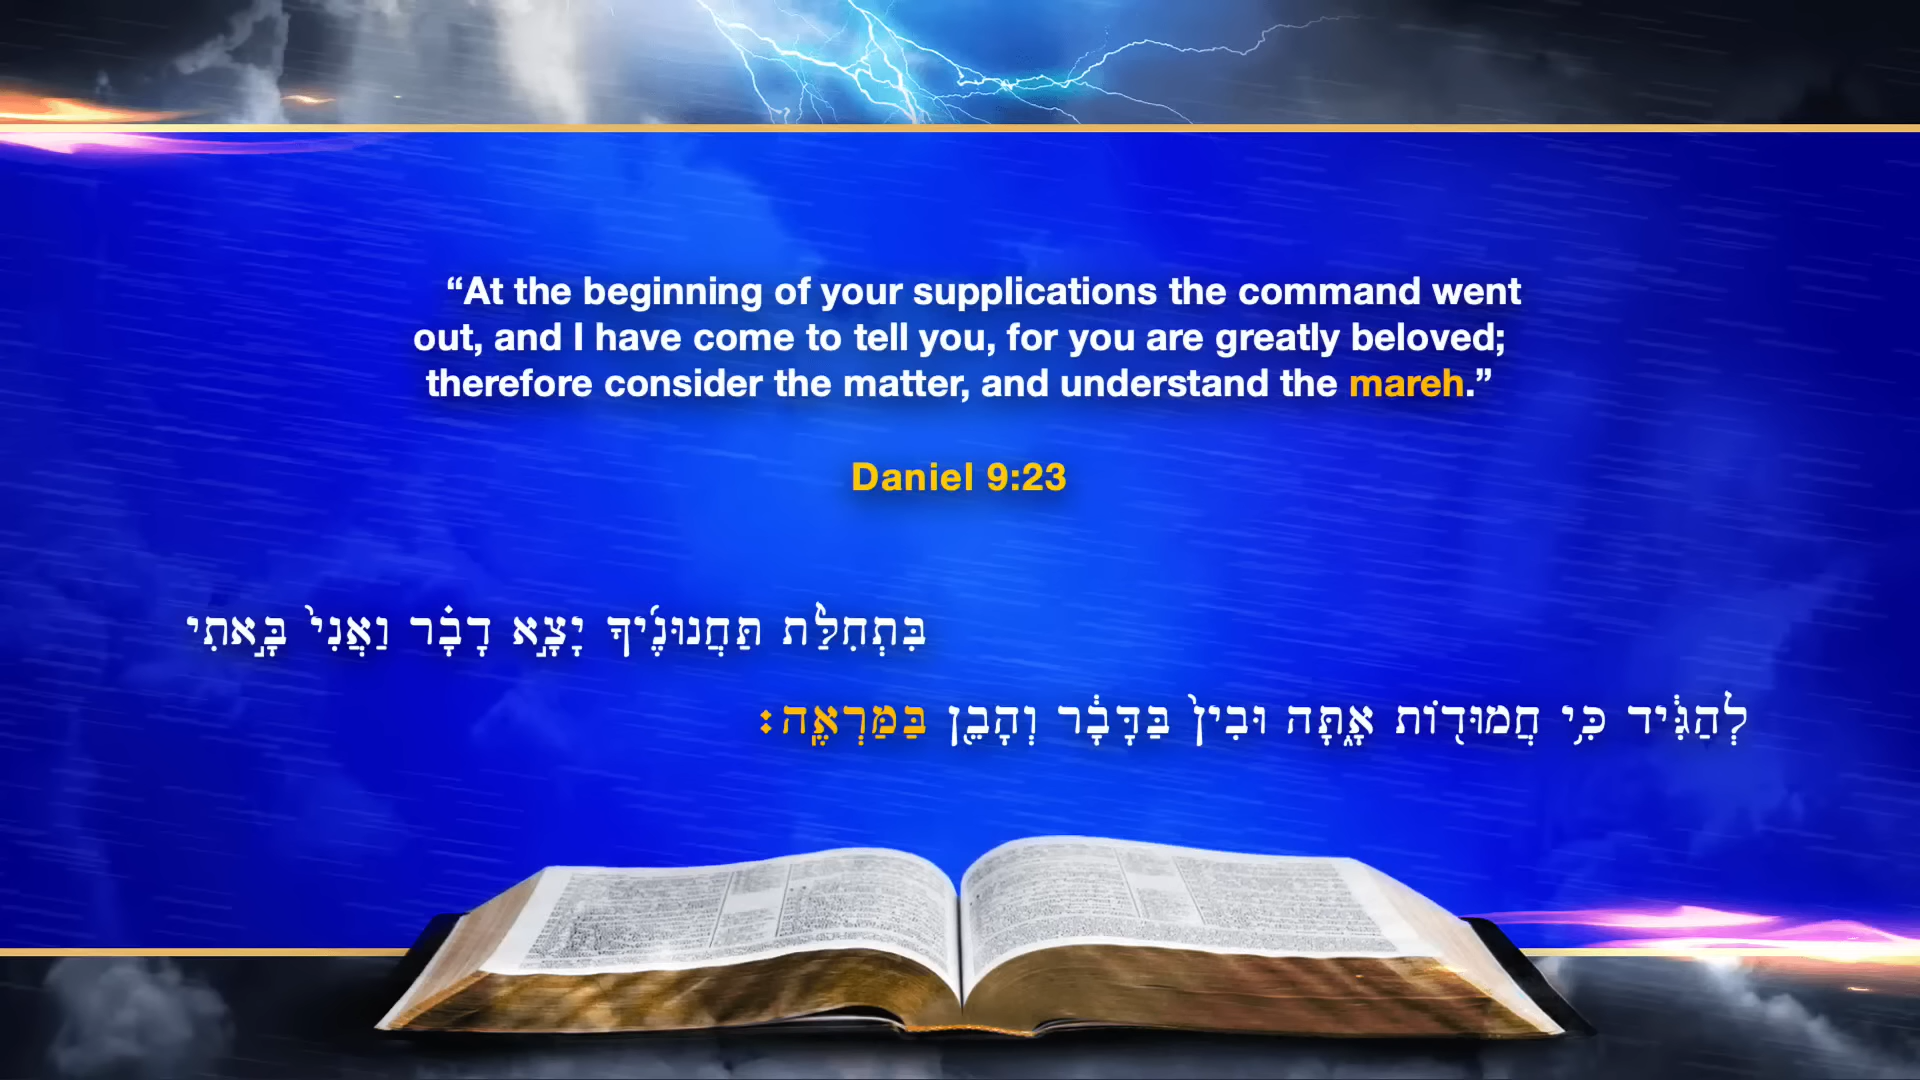 “At the beginning of your supplications the command went
out, and I have come to tell you, for you are greatly beloved;
therefore consider the matter, and understand the mareh.”
Daniel 9:23
בִּתְחִלַּ֨ת תַּחֲנוּנֶ֜יךָ יָצָ֣א דָבָ֗ר וַאֲנִי֙ בָּ֣אתִי
לְהַגִּ֔יד כִּ֥י חֲמוּד֖וֹת אָ֑תָּה וּבִין֙ בַּדָּבָ֔ר וְהָבֵ֖ן בַּמַּרְאֶֽה׃